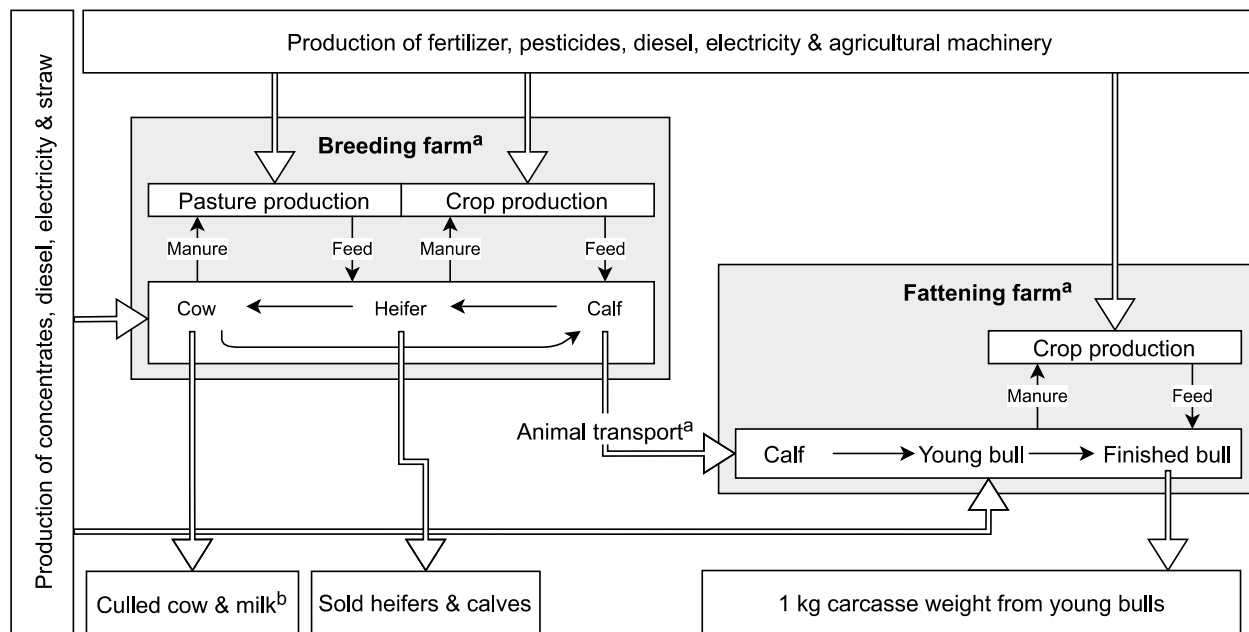 Production of fertilizer, pesticides, diesel, electricity & agricultural machinery
Production of concentrates, diesel, electricity & straw
Breeding farmᵃ
Pasture production
Crop production
Manure
Feed
Manure
Feed
Cow
Heifer
Calf
Fattening farmᵃ
Crop production
Manure
Feed
Animal transportᵃ
Calf
Young bull
Finished bull
Culled cow & milkᵇ
Sold heifers & calves
1 kg carcasse weight from young bulls